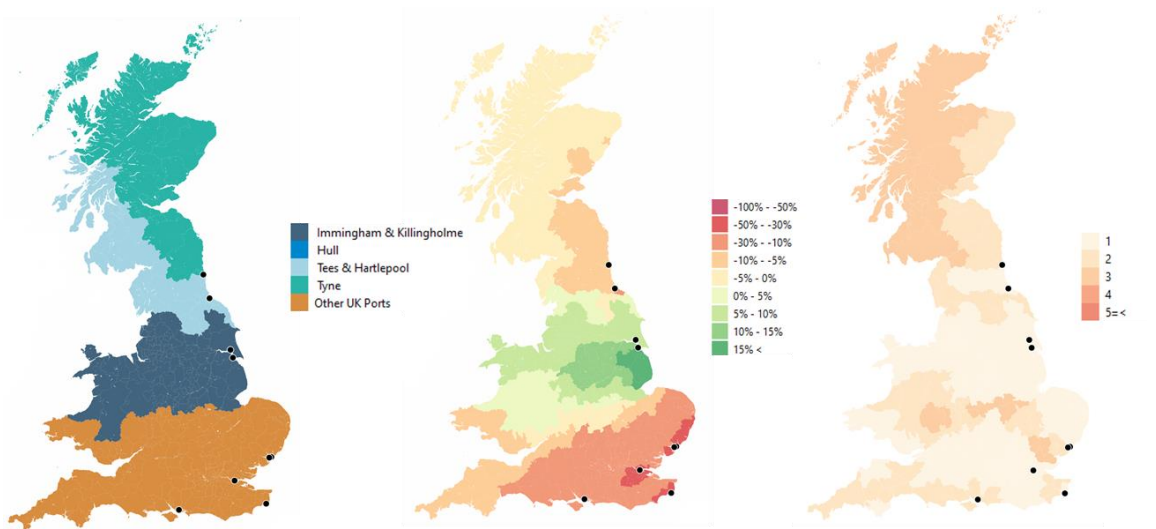 Immingham & Killingholme
Hull
Tees & Hartlepool
Tyne
Other UK Ports
-100% - -50%
-50% - -30%
-30% - -10%
-10% - -5%
-5% - 0%
0% - 5%
5% - 10%
10% - 15%
15% <
1
2
3
4
5=<